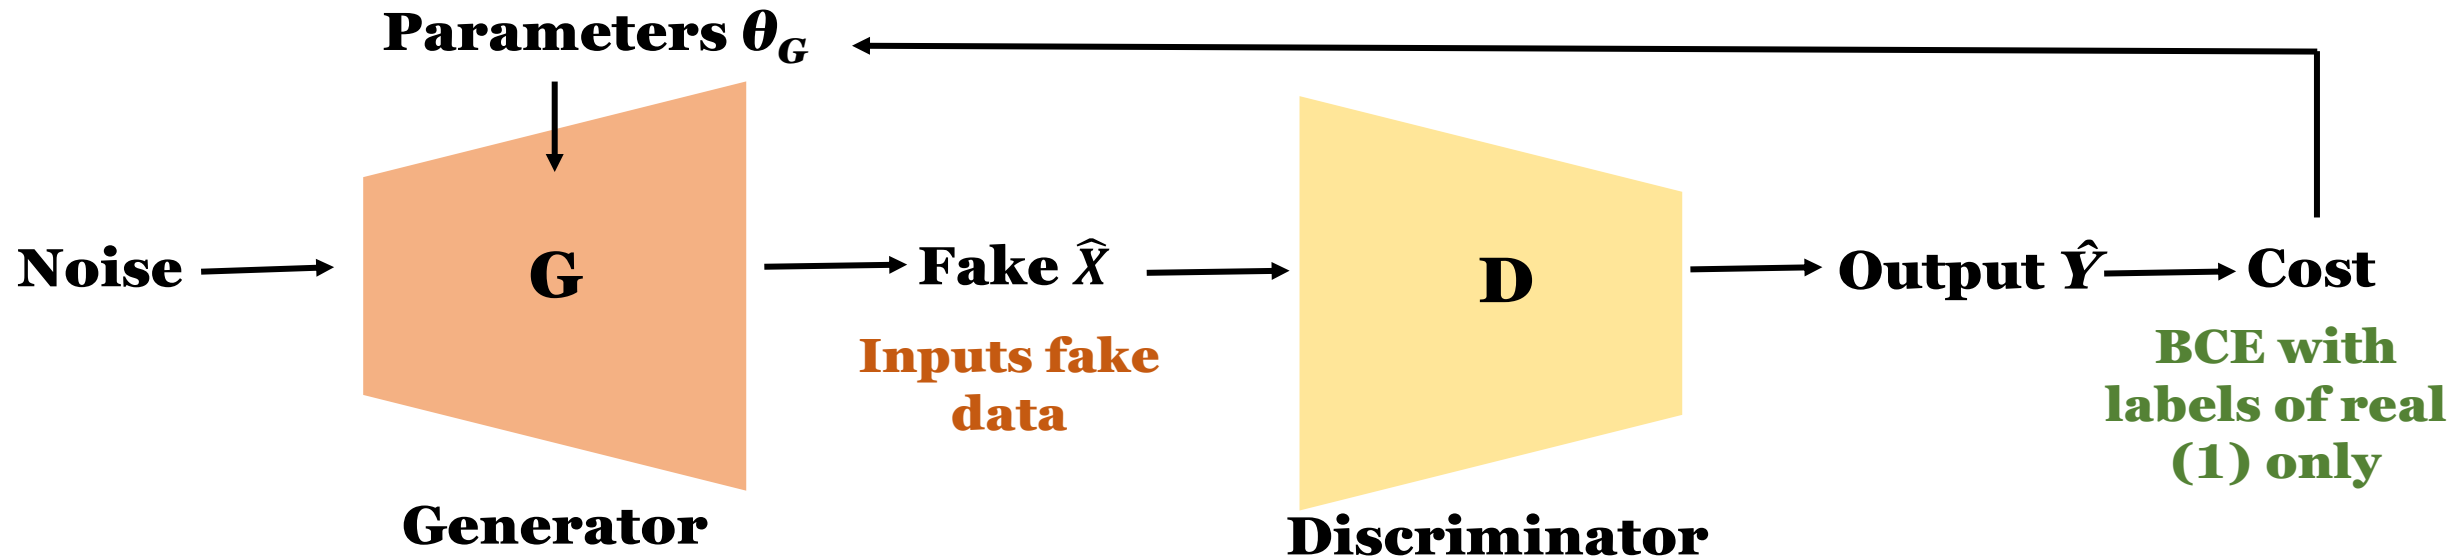 Parameters θ_G
Noise
G
Fake X̂
D
Output Ŷ
Cost
Inputs fake
data
BCE with
labels of real
(1) only
Generator
Discriminator